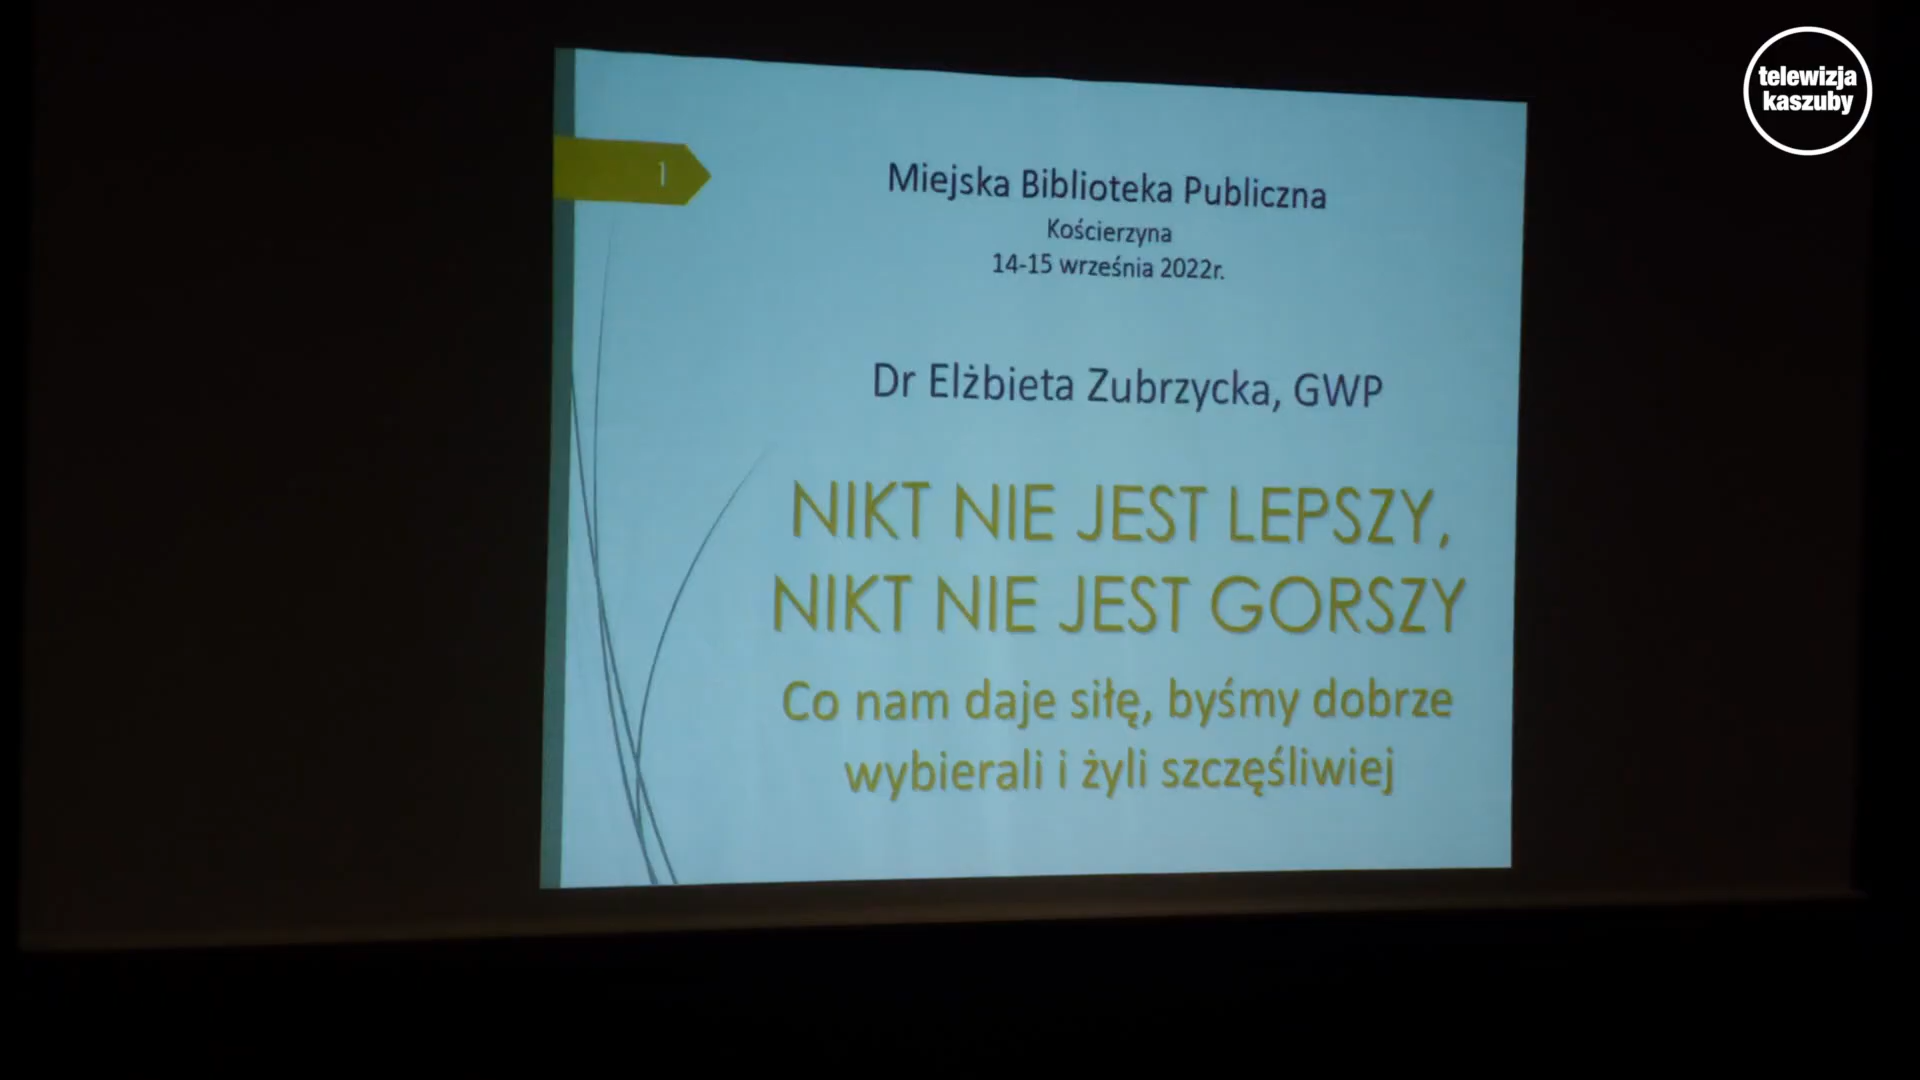 telewizja
kaszuby
1
Miejska Biblioteka Publiczna
Kościerzyna
14-15 września 2022r.
Dr Elżbieta Zubrzycka, GWP
NIKT NIE JEST LEPSZY,
NIKT NIE JEST GORSZY
Co nam daje siłę, byśmy dobrze
wybierali i żyli szczęśliwiej